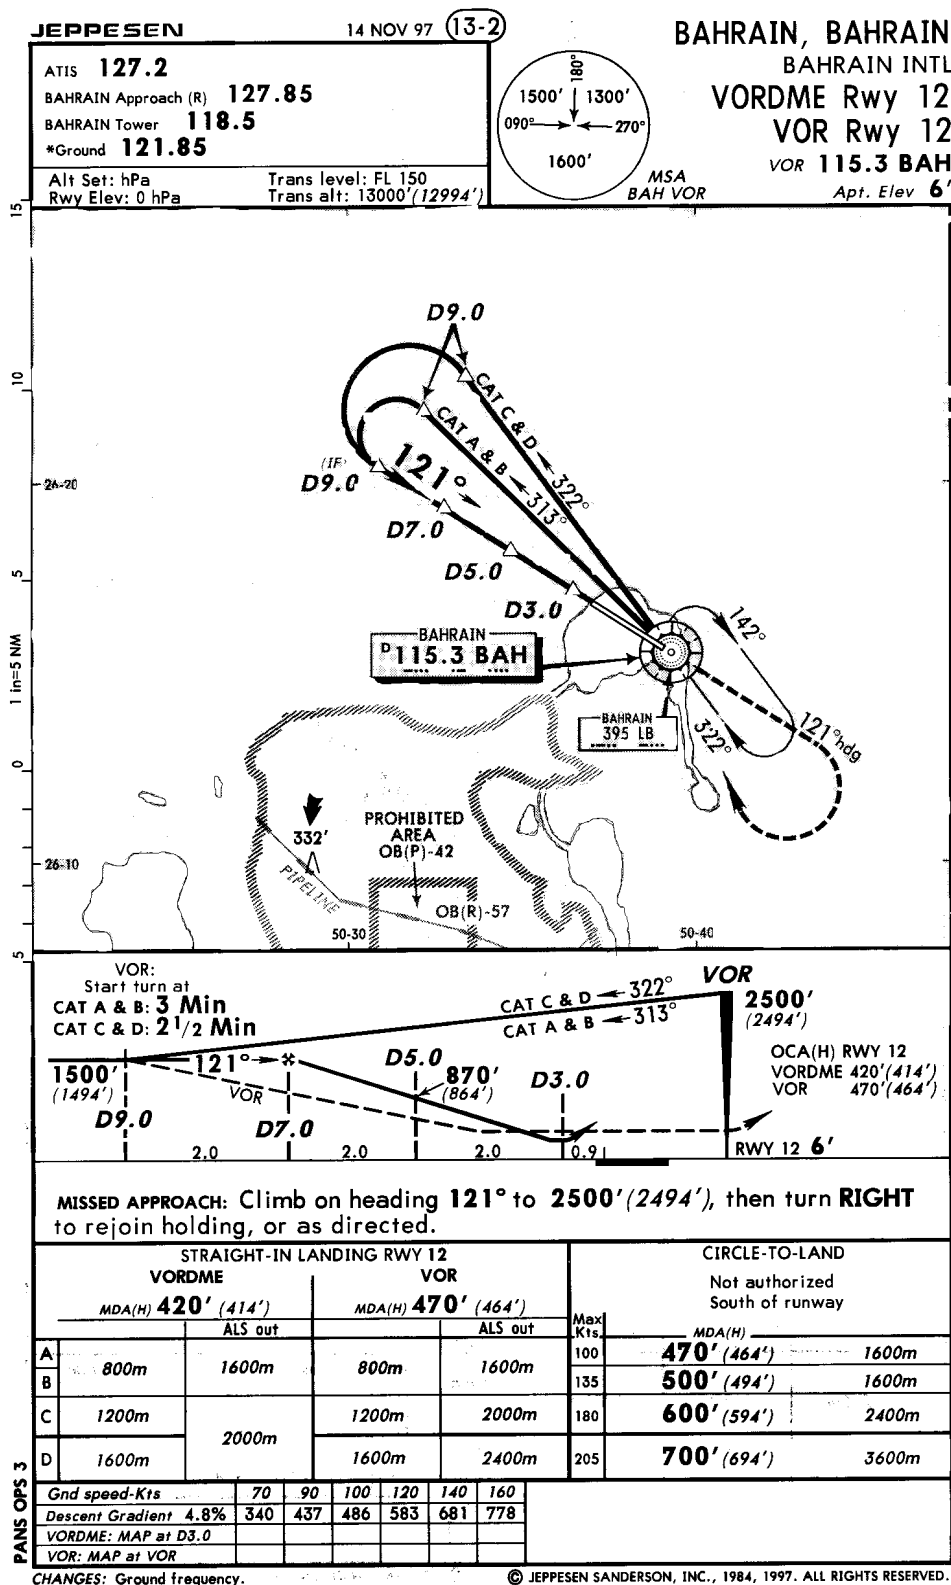 JEPPESEN 14 NOV 97 13-2
BAHRAIN, BAHRAIN
BAHRAIN INTL
VORDME Rwy 12
VOR Rwy 12
VOR 115.3 BAH
Apt. Elev 6'
ATIS 127.2
BAHRAIN Approach (R) 127.85
BAHRAIN Tower 118.5
*Ground 121.85
Alt Set: hPa Trans level: FL 150
Rwy Elev: 0 hPa Trans alt: 13000' (12994')
180°
1500' 1300'
090° 270°
1600'
MSA
BAH VOR
15
10
5
1 in=5 NM
0
5
D9.0
CAT C & D 322°
CAT A & B 313°
121°
(IF)
D9.0
26-20
D7.0
D5.0
D3.0
BAHRAIN
D 115.3 BAH
142°
BAHRAIN
395 LB
322°
121° hdg
332'
PROHIBITED
AREA
OB(P)-42
26-10
PIPELINE
OB(R)-57
50-30 50-40
VOR:
Start turn at
CAT A & B: 3 Min
CAT C & D: 2 1/2 Min
VOR
CAT C & D 322°
CAT A & B 313°
2500'
(2494')
121°
1500'
(1494')
VOR
D9.0
D7.0
D5.0
870'
(864')
D3.0
OCA(H) RWY 12
VORDME 420' (414')
VOR 470' (464')
2.0 2.0 2.0 0.9
RWY 12 6'
MISSED APPROACH: Climb on heading 121° to 2500' (2494'), then turn RIGHT
to rejoin holding, or as directed.
STRAIGHT-IN LANDING RWY 12 CIRCLE-TO-LAND
VORDME VOR
Not authorized
South of runway
MDA(H) 420' (414') MDA(H) 470' (464')
ALS out ALS out Max Kts. MDA(H)
A 800m 1600m 800m 1600m 100 470' (464') 1600m
B 135 500' (494') 1600m
C 1200m 2000m 1200m 2000m 180 600' (594') 2400m
D 1600m 1600m 2400m 205 700' (694') 3600m
Gnd speed-Kts 70 90 100 120 140 160
Descent Gradient 4.8% 340 437 486 583 681 778
VORDME: MAP at D3.0
VOR: MAP at VOR
PANS OPS 3
CHANGES: Ground frequency. © JEPPESEN SANDERSON, INC., 1984, 1997. ALL RIGHTS RESERVED.